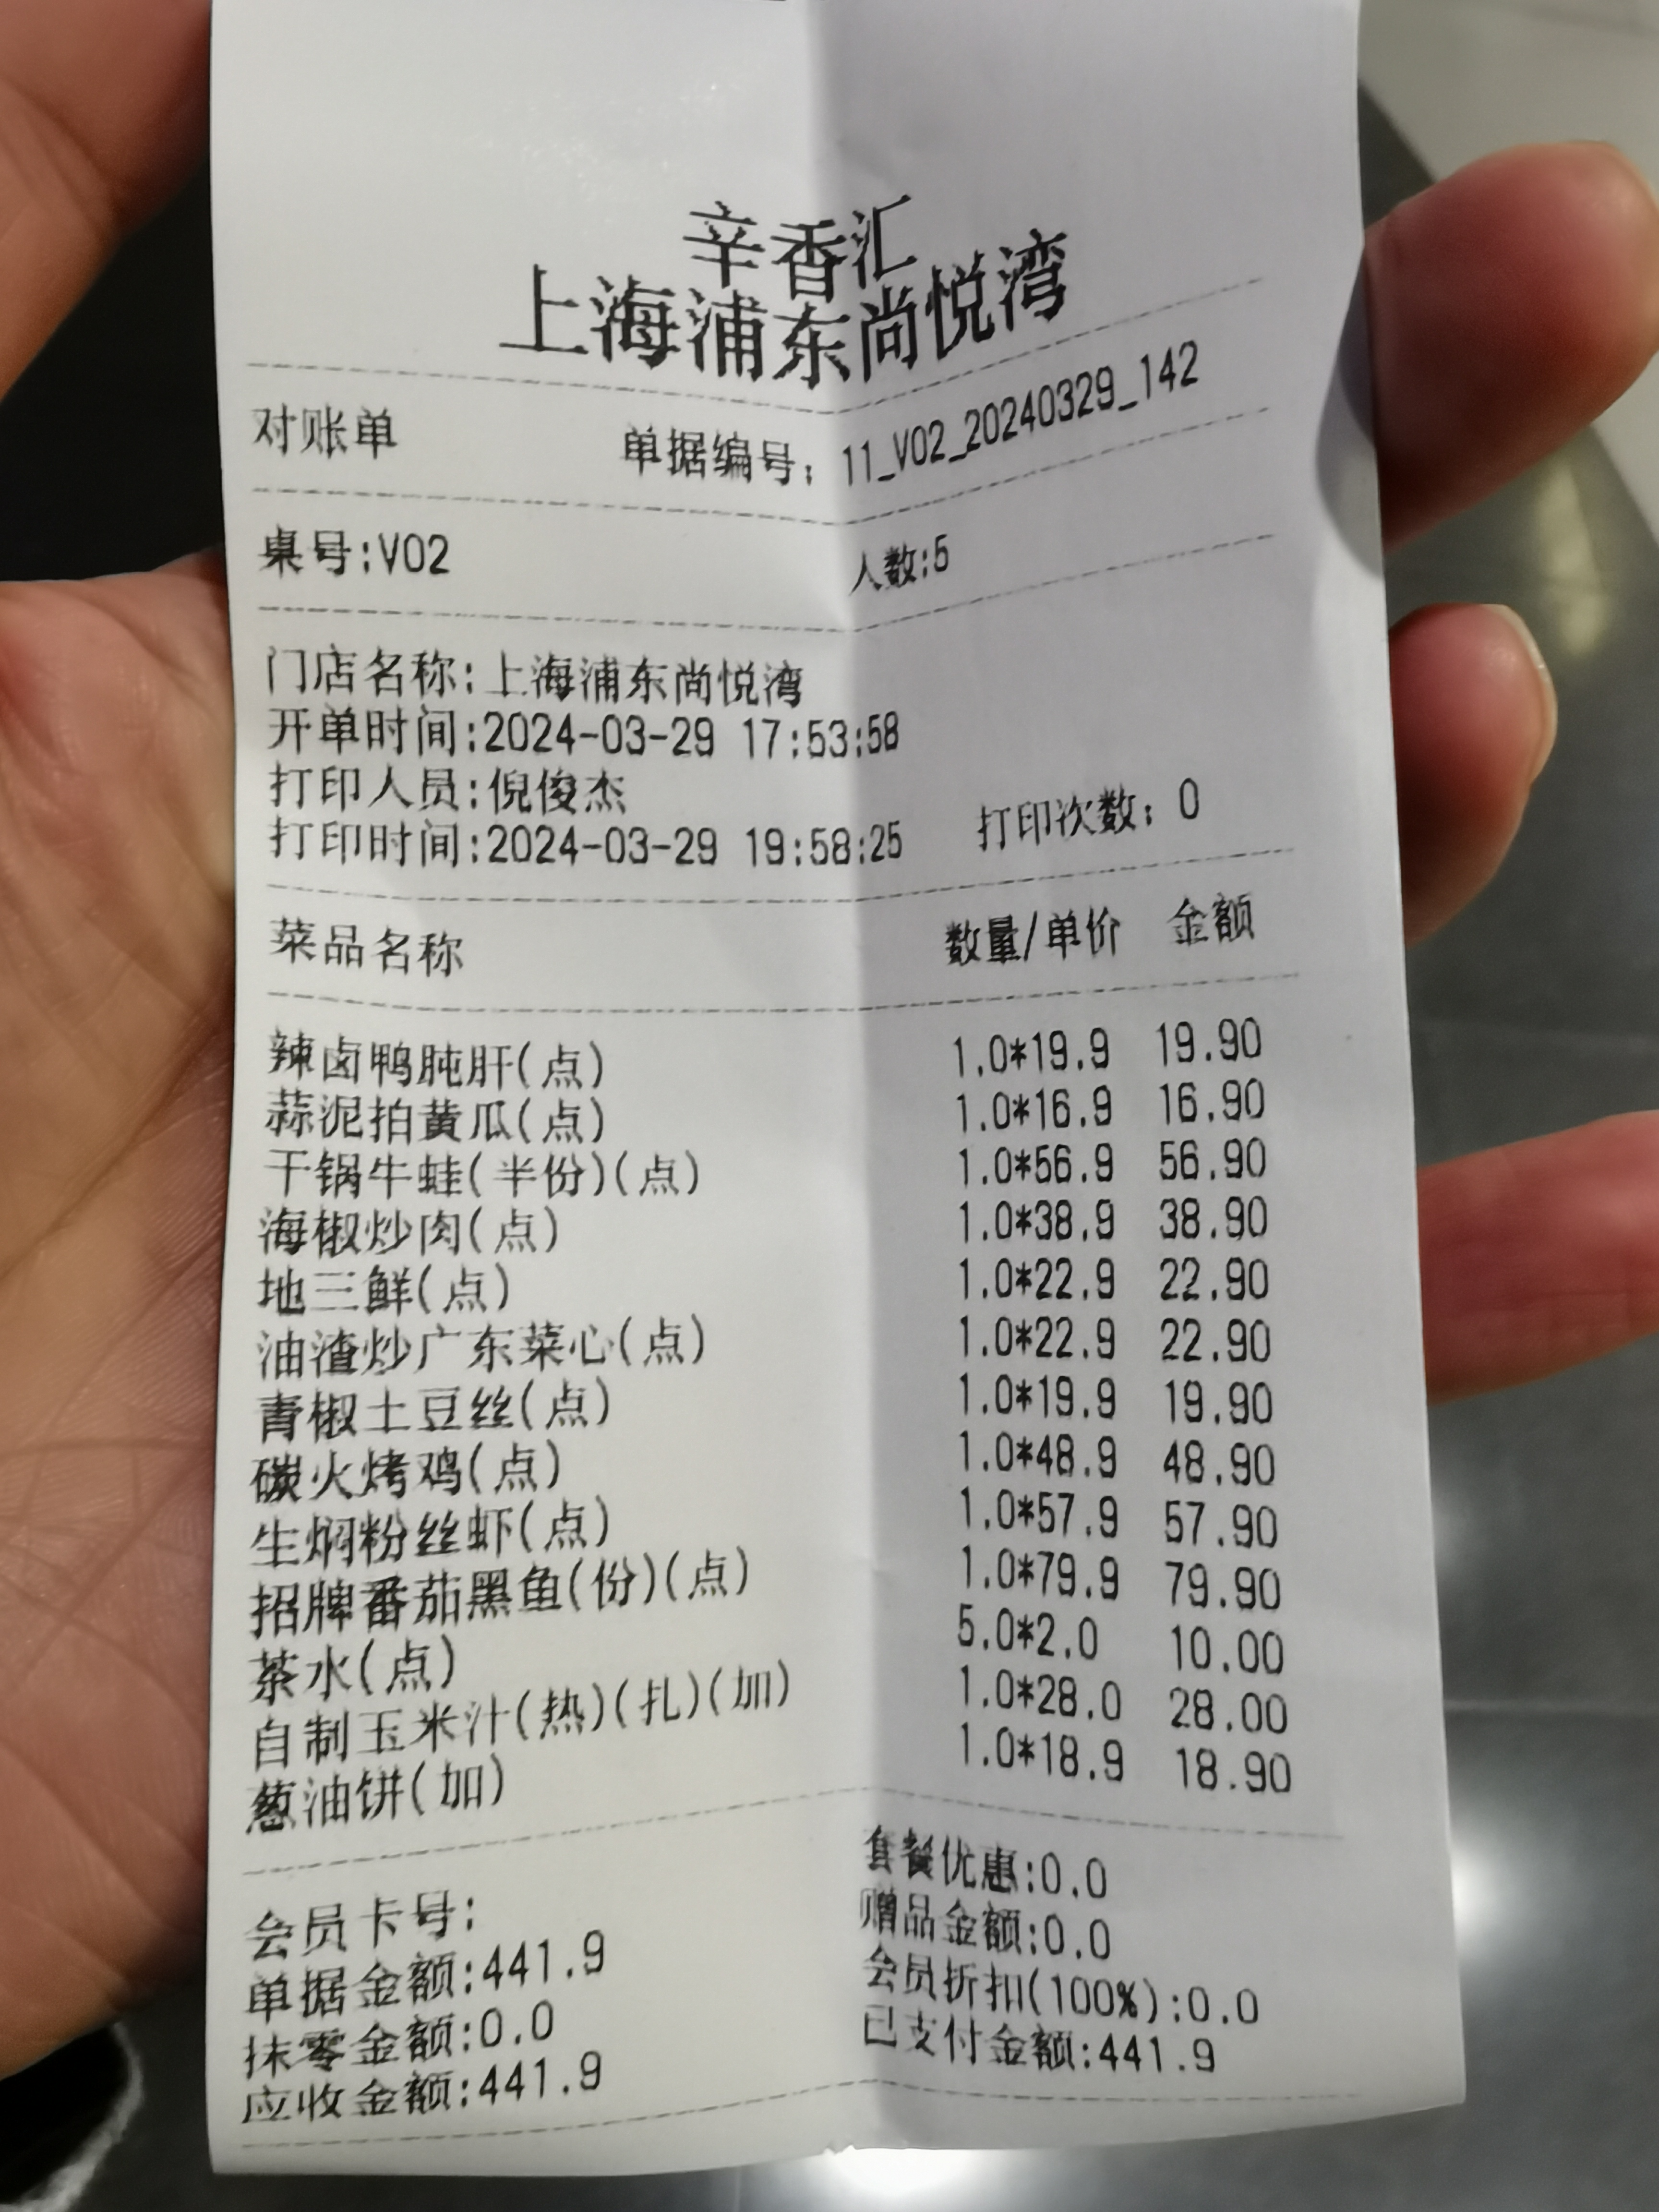 辛香汇
上海浦东尚悦湾
对账单 单据编号：11_V02_20240329_142
桌号:V02 人数:5
门店名称:上海浦东尚悦湾
开单时间:2024-03-29 17:53:58
打印人员:倪俊杰
打印时间:2024-03-29 19:58:25 打印次数：0
菜品名称 数量/单价 金额
辣卤鸭肫肝(点) 1.0*19.9 19.90
蒜泥拍黄瓜(点) 1.0*16.9 16.90
干锅牛蛙(半份)(点) 1.0*56.9 56.90
海椒炒肉(点) 1.0*38.9 38.90
地三鲜(点) 1.0*22.9 22.90
油渣炒广东菜心(点) 1.0*22.9 22.90
青椒土豆丝(点) 1.0*19.9 19.90
碳火烤鸡(点) 1.0*48.9 48.90
生焖粉丝虾(点) 1.0*57.9 57.90
招牌番茄黑鱼(份)(点) 1.0*79.9 79.90
茶水(点) 5.0*2.0 10.00
自制玉米汁(热)(扎)(加) 1.0*28.0 28.00
葱油饼(加) 1.0*18.9 18.90
会员卡号: 套餐优惠:0.0
单据金额:441.9 赠品金额:0.0
抹零金额:0.0 会员折扣(100%):0.0
应收金额:441.9 已支付金额:441.9